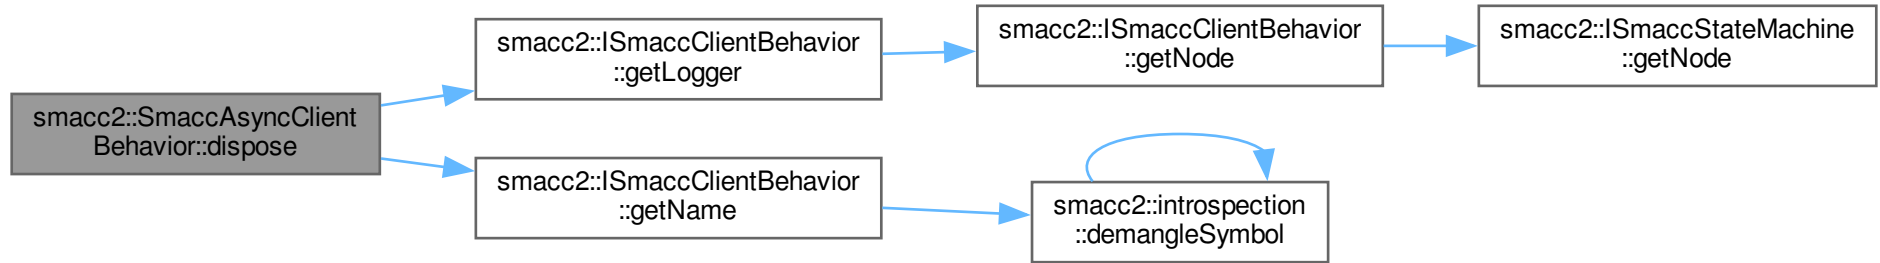 smacc2::SmaccAsyncClient
Behavior::dispose
smacc2::ISmaccClientBehavior
::getLogger
smacc2::ISmaccClientBehavior
::getNode
smacc2::ISmaccStateMachine
::getNode
smacc2::ISmaccClientBehavior
::getName
smacc2::introspection
::demangleSymbol